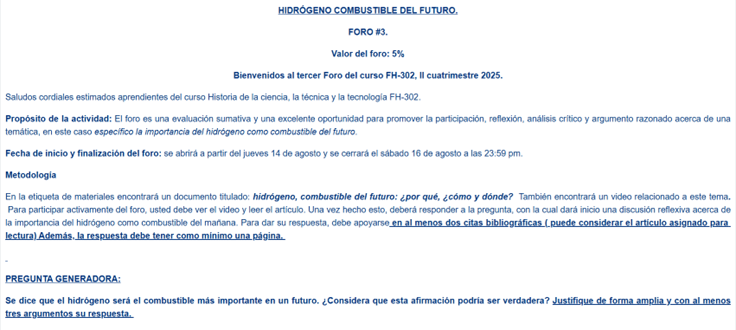 HIDRÓGENO COMBUSTIBLE DEL FUTURO.
FORO #3.
Valor del foro: 5%
Bienvenidos al tercer Foro del curso FH-302, II cuatrimestre 2025.
Saludos cordiales estimados aprendientes del curso Historia de la ciencia, la técnica y la tecnología FH-302.
Propósito de la actividad: El foro es una evaluación sumativa y una excelente oportunidad para promover la participación, reflexión, análisis crítico y argumento razonado acerca de una
temática, en este caso específico la importancia del hidrógeno como combustible del futuro.
Fecha de inicio y finalización del foro: se abrirá a partir del jueves 14 de agosto y se cerrará el sábado 16 de agosto a las 23:59 pm.
Metodología
En la etiqueta de materiales encontrará un documento titulado: hidrógeno, combustible del futuro: ¿por qué, ¿cómo y dónde? También encontrará un video relacionado a este tema.
Para participar activamente del foro, usted debe ver el video y leer el artículo. Una vez hecho esto, deberá responder a la pregunta, con la cual dará inicio una discusión reflexiva acerca de
la importancia del hidrógeno como combustible del mañana. Para dar su respuesta, debe apoyarse en al menos dos citas bibliográficas ( puede considerar el artículo asignado para
lectura) Además, la respuesta debe tener como mínimo una página.
PREGUNTA GENERADORA:
Se dice que el hidrógeno será el combustible más importante en un futuro. ¿Considera que esta afirmación podría ser verdadera? Justifique de forma amplia y con al menos
tres argumentos su respuesta.